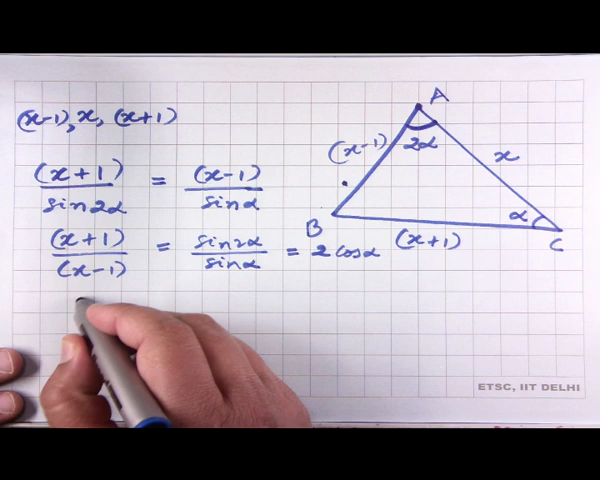 (x-1), x, (x+1)
(x+1)/sin2α = (x-1)/sinα
(x+1)/(x-1) = sin2α/sinα = 2cosα
A
2α
(x-1)
x
B
α
C
(x+1)
ETSC, IIT DELHI